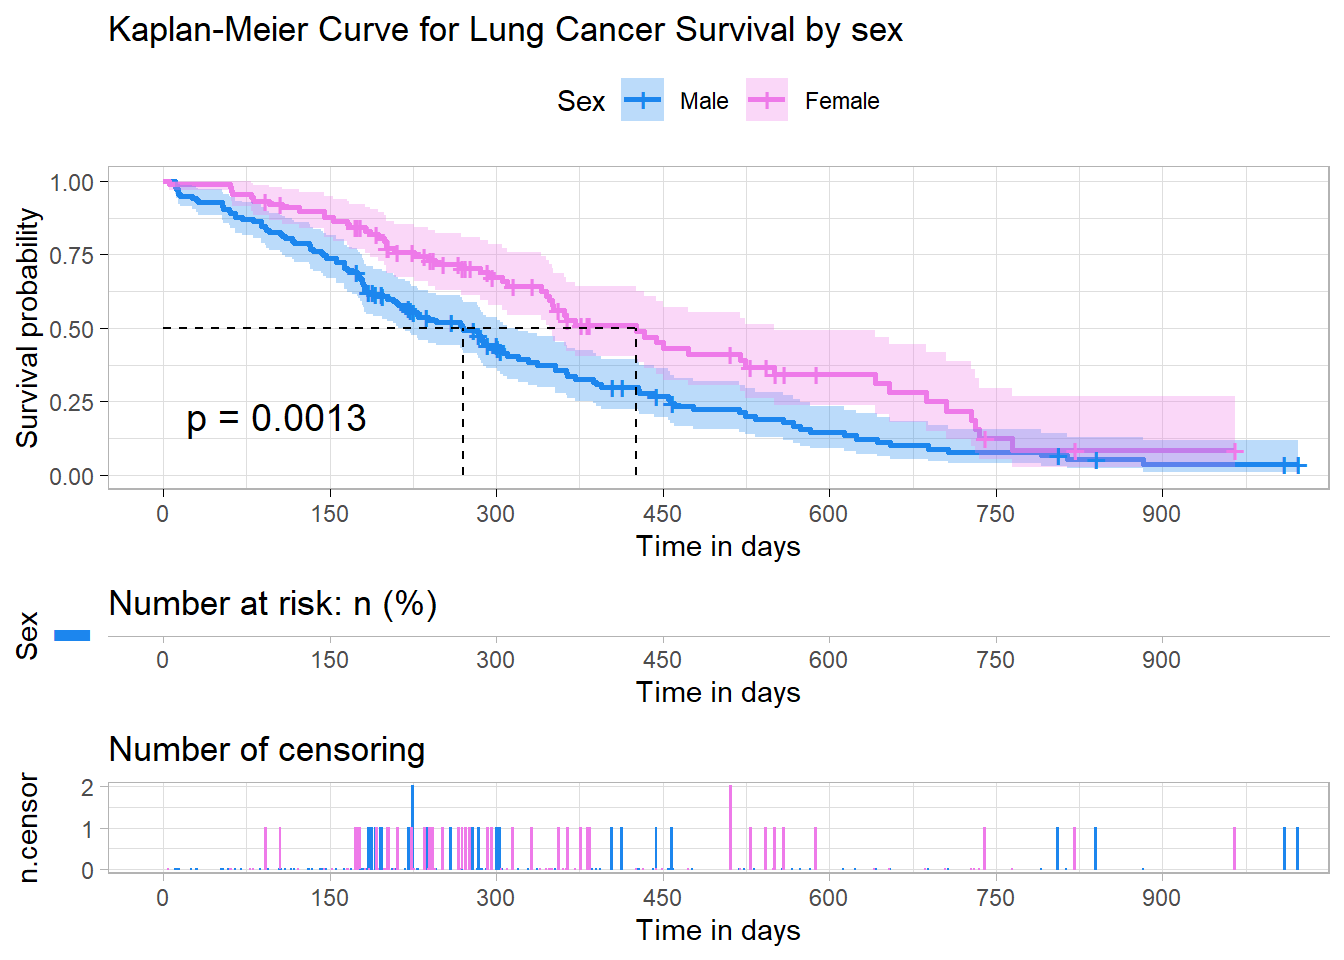 Kaplan-Meier Curve for Lung Cancer Survival by sex
Sex Male Female
Survival probability
1.00
0.75
0.50
0.25
0.00
p = 0.0013
0 150 300 450 600 750 900
Time in days
Number at risk: n (%)
Sex
0 150 300 450 600 750 900
Time in days
Number of censoring
n.censor
2
1
0
0 150 300 450 600 750 900
Time in days